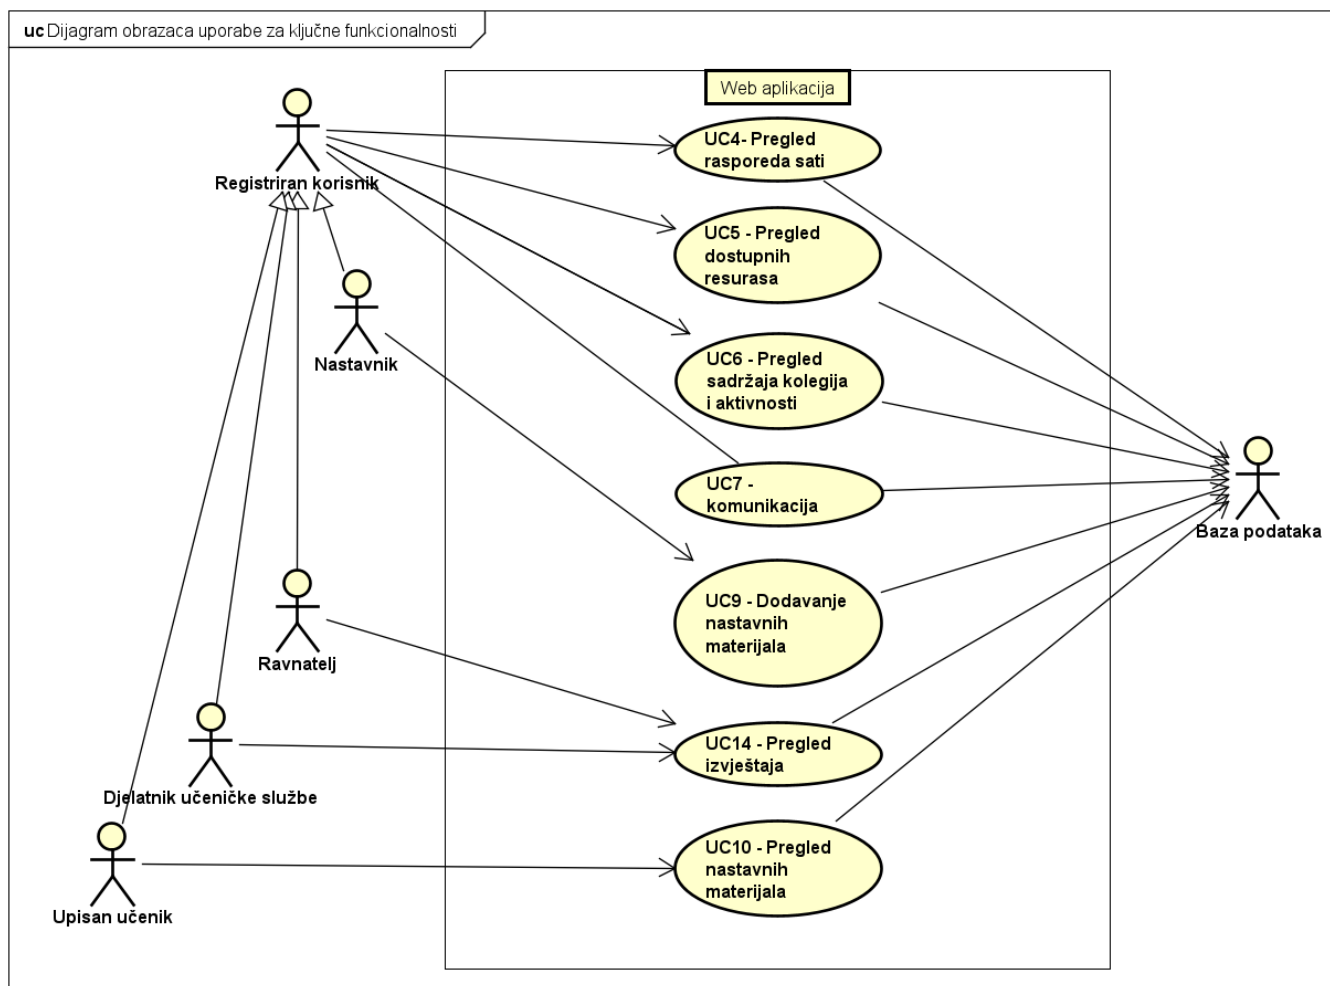 uc Dijagram obrazaca uporabe za ključne funkcionalnosti
Web aplikacija
UC4- Pregled
rasporeda sati
Registriran korisnik
UC5 - Pregled
dostupnih
resurasa
Nastavnik
UC6 - Pregled
sadržaja kolegija
i aktivnosti
UC7 -
komunikacija
Baza podataka
UC9 - Dodavanje
nastavnih
materijala
Ravnatelj
UC14 - Pregled
izvještaja
Djelatnik učeničke službe
UC10 - Pregled
nastavnih
materijala
Upisan učenik